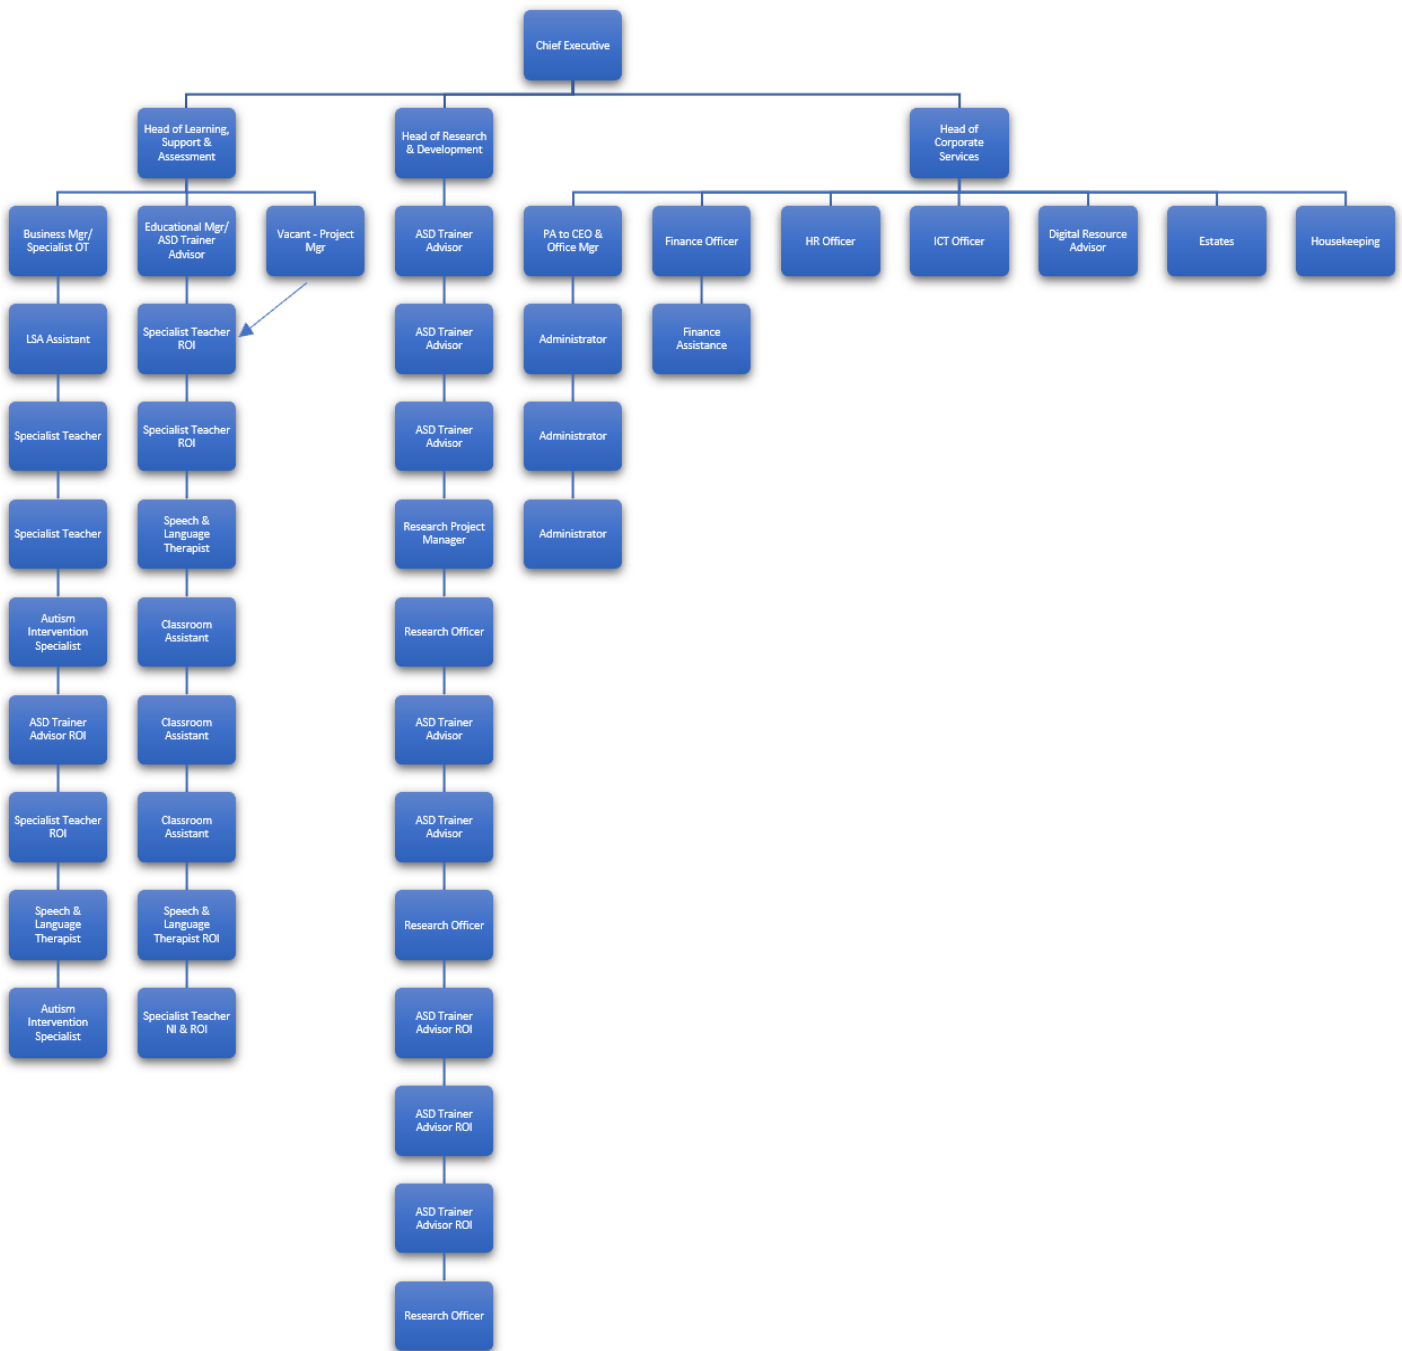 Chief Executive
Head of Learning,
Support &
Assessment
Head of Research
& Development
Head of
Corporate
Services
Business Mgr/
Specialist OT
Educational Mgr/
ASD Trainer
Advisor
Vacant - Project
Mgr
ASD Trainer
Advisor
PA to CEO &
Office Mgr
Finance Officer
HR Officer
ICT Officer
Digital Resource
Advisor
Estates
Housekeeping
LSA Assistant
Specialist Teacher
ROI
ASD Trainer
Advisor
Administrator
Finance
Assistance
Specialist Teacher
Specialist Teacher
ROI
ASD Trainer
Advisor
Administrator
Specialist Teacher
Speech &
Language
Therapist
Research Project
Manager
Administrator
Autism
Intervention
Specialist
Classroom
Assistant
Research Officer
ASD Trainer
Advisor ROI
Classroom
Assistant
ASD Trainer
Advisor
Specialist Teacher
ROI
Classroom
Assistant
ASD Trainer
Advisor
Speech &
Language
Therapist
Speech &
Language
Therapist ROI
Research Officer
Autism
Intervention
Specialist
Specialist Teacher
NI & ROI
ASD Trainer
Advisor ROI
ASD Trainer
Advisor ROI
ASD Trainer
Advisor ROI
Research Officer